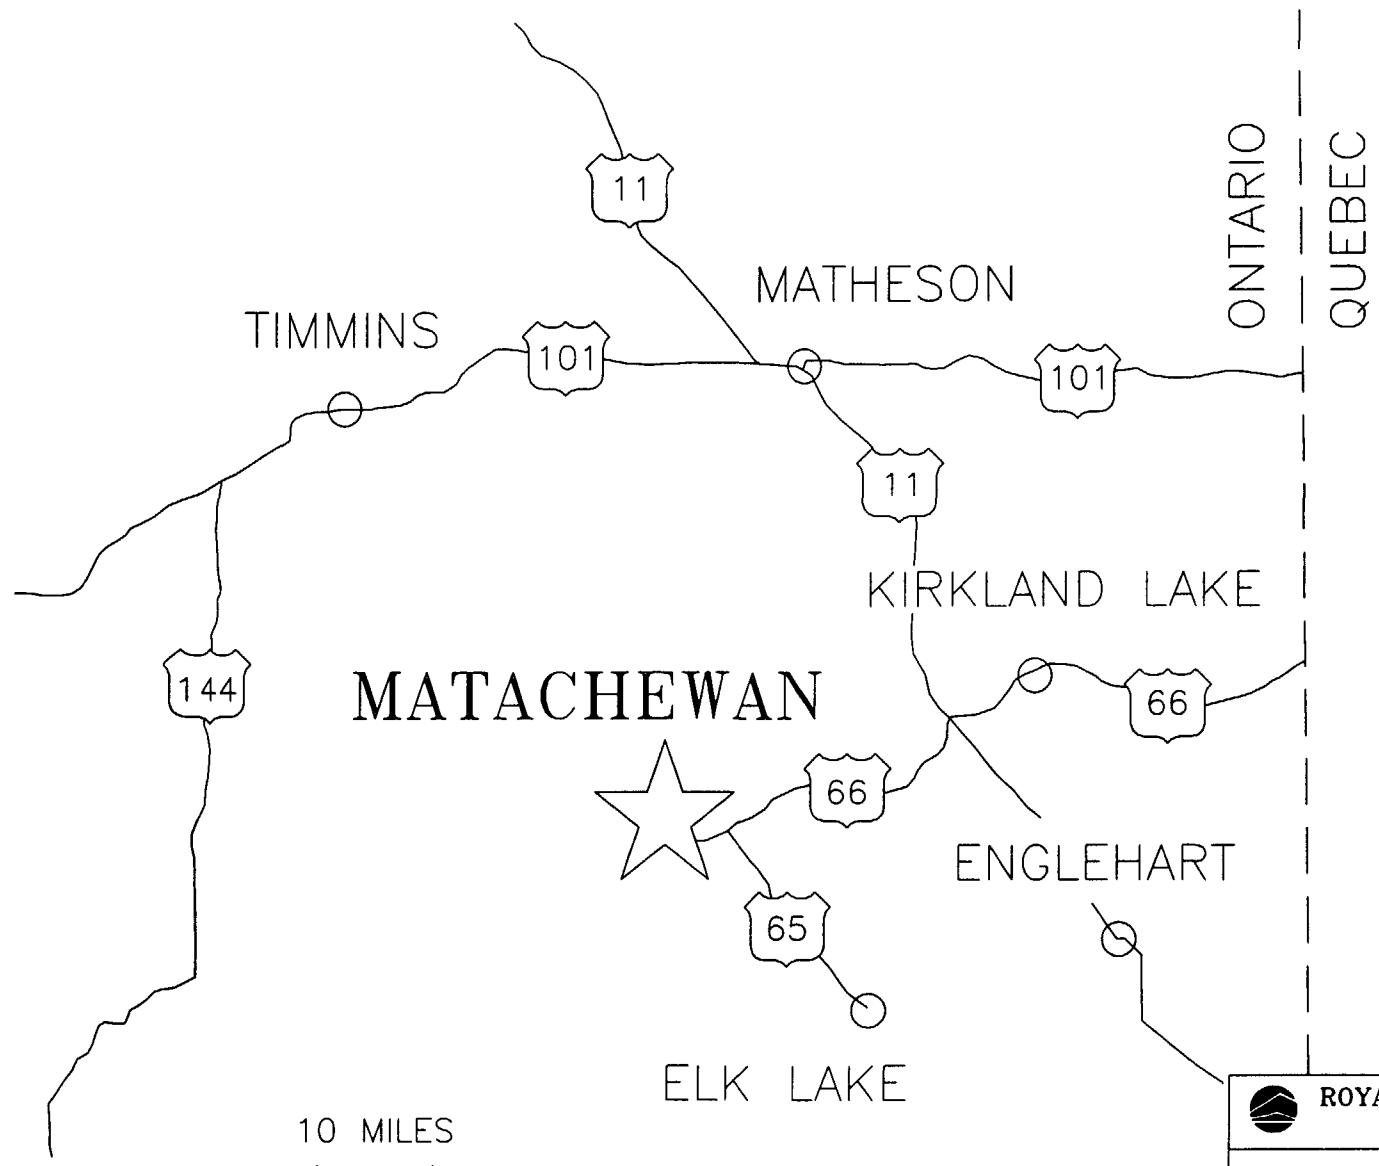 11
ONTARIO
QUEBEC
MATHESON
TIMMINS
101
101
11
KIRKLAND LAKE
144
MATACHEWAN
66
66
ENGLEHART
65
ELK LAKE
10 MILES